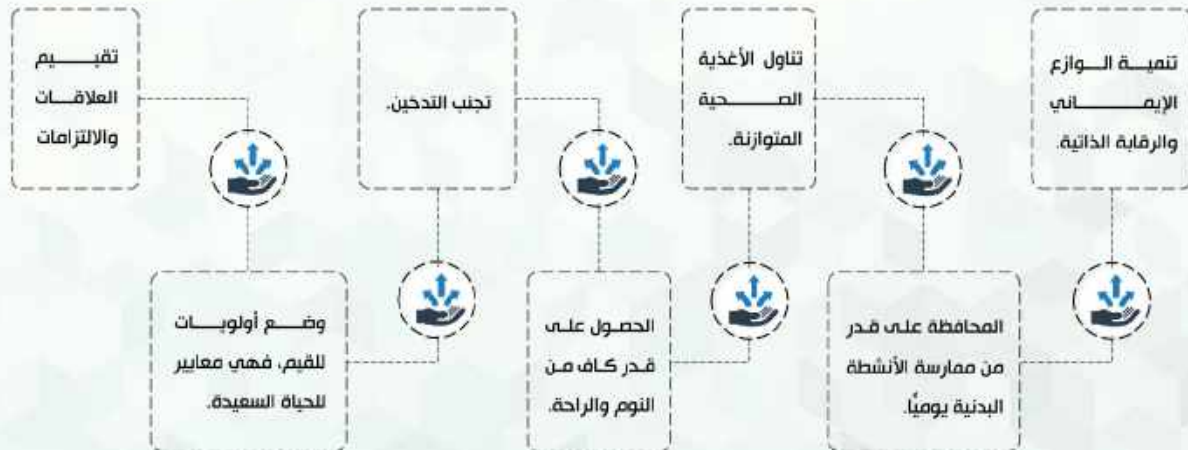 تنمية الوازع
الإيماني
والرقابة الذاتية.
المحافظة على قدر
من ممارسة الأنشطة
البدنية يوميًا.
تناول الأغذية
الصحية
المتوازنة.
الحصول على
قدر كاف من
النوم والراحة.
تجنب التدخين.
وضع أولويات
للقيم، فهي معايير
للحياة السعيدة.
تقييم
العلاقات
والالتزامات